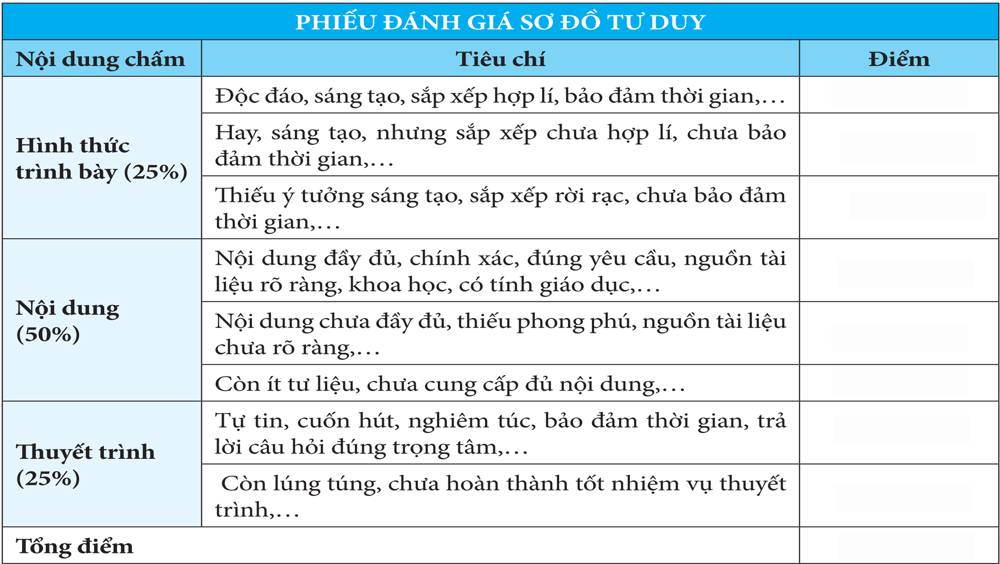 PHIẾU ĐÁNH GIÁ SƠ ĐỒ TƯ DUY
Nội dung chấm
Tiêu chí
Điểm
Hình thức
trình bày (25%)
Độc đáo, sáng tạo, sắp xếp hợp lí, bảo đảm thời gian,…
Hay, sáng tạo, nhưng sắp xếp chưa hợp lí, chưa bảo
đảm thời gian,…
Thiếu ý tưởng sáng tạo, sắp xếp rời rạc, chưa bảo đảm
thời gian,…
Nội dung
(50%)
Nội dung đầy đủ, chính xác, đúng yêu cầu, nguồn tài
liệu rõ ràng, khoa học, có tính giáo dục,…
Nội dung chưa đầy đủ, thiếu phong phú, nguồn tài liệu
chưa rõ ràng,…
Còn ít tư liệu, chưa cung cấp đủ nội dung,…
Thuyết trình
(25%)
Tự tin, cuốn hút, nghiêm túc, bảo đảm thời gian, trả
lời câu hỏi đúng trọng tâm,…
Còn lúng túng, chưa hoàn thành tốt nhiệm vụ thuyết
trình,…
Tổng điểm